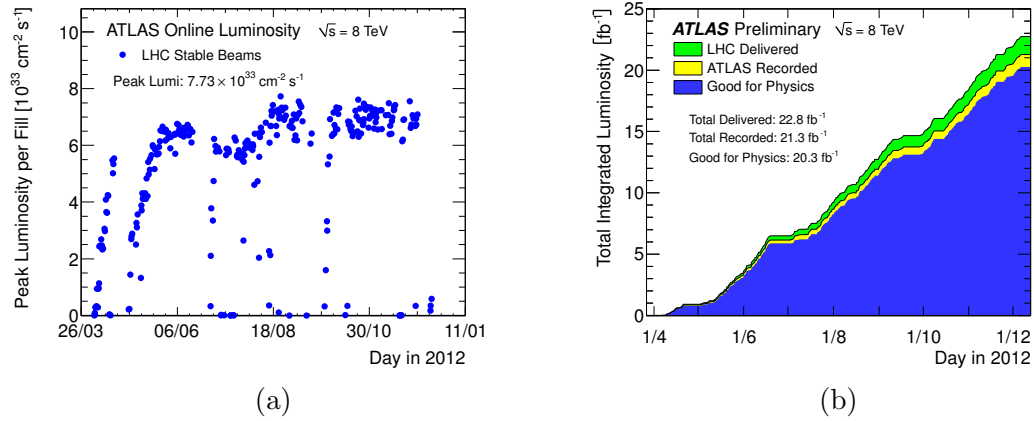 ATLAS Online Luminosity √s = 8 TeV
LHC Stable Beams
Peak Lumi: 7.73 × 10³³ cm⁻² s⁻¹
Peak Luminosity per Fill [10³³ cm⁻² s⁻¹]
10
8
6
4
2
0
26/03 06/06 18/08 30/10 11/01
Day in 2012
(a)
ATLAS Preliminary √s = 8 TeV
LHC Delivered
ATLAS Recorded
Good for Physics
Total Delivered: 22.8 fb⁻¹
Total Recorded: 21.3 fb⁻¹
Good for Physics: 20.3 fb⁻¹
Total Integrated Luminosity [fb⁻¹]
25
20
15
10
5
0
1/4 1/6 1/8 1/10 1/12
Day in 2012
(b)